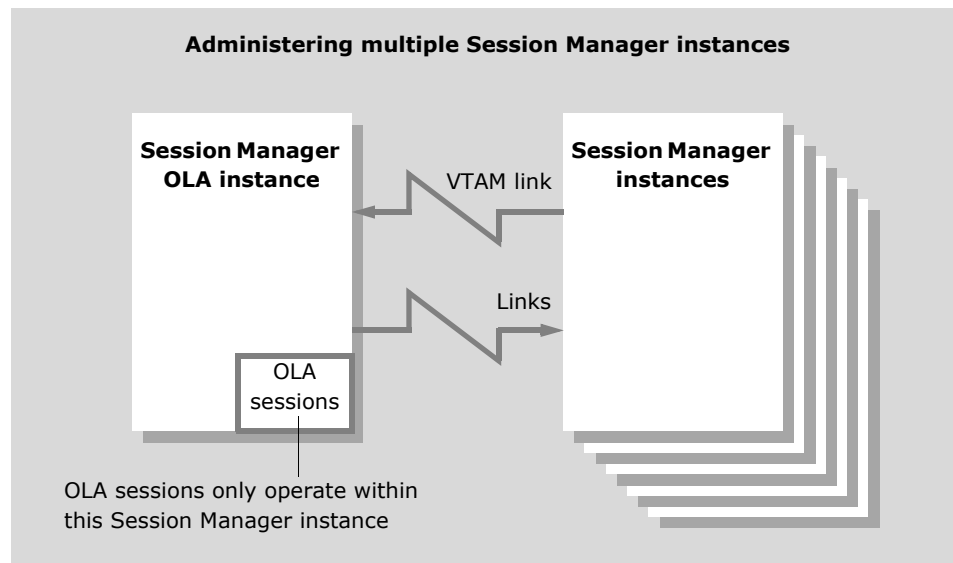 Administering multiple Session Manager instances
Session Manager
OLA instance
VTAM link
Session Manager
instances
Links
OLA
sessions
OLA sessions only operate within
this Session Manager instance